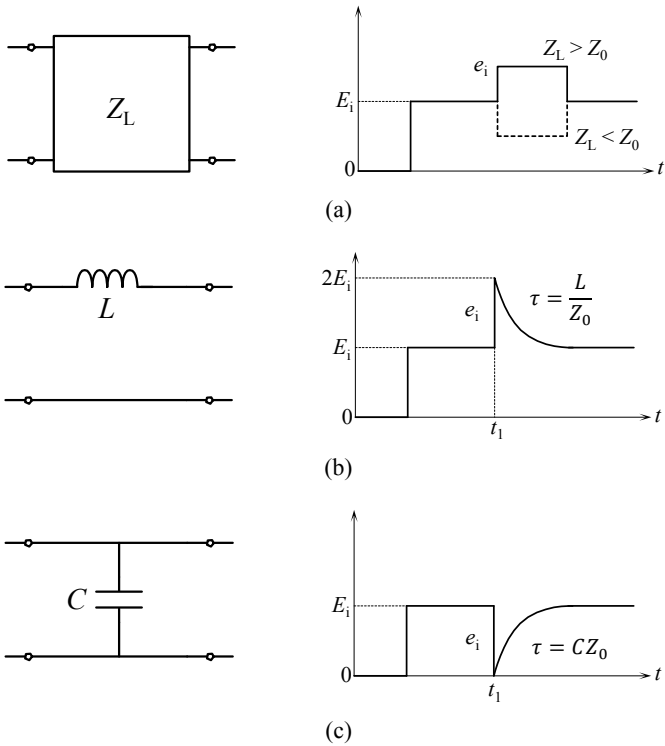 Z_L
e_i
E_i
0
t
Z_L > Z_0
Z_L < Z_0
(a)
L
2E_i
e_i
E_i
0
τ = L/Z_0
t_1
t
(b)
C
E_i
e_i
0
τ = CZ_0
t_1
t
(c)